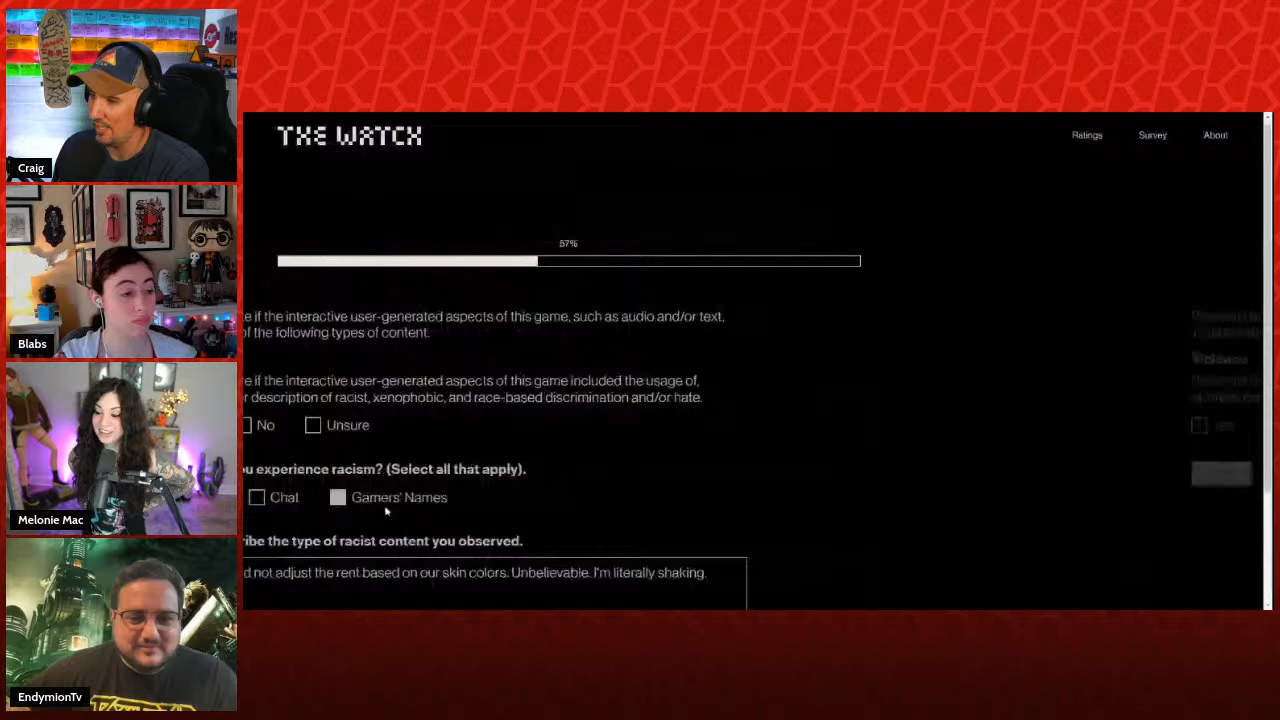 Craig
Blabs
Melonie Mac
EndymionTv
THE WATCH
Ratings
Survey
About
57%
e if the interactive user-generated aspects of this game, such as audio and/or text,
of the following types of content.
e if the interactive user-generated aspects of this game included the usage of,
r description of racist, xenophobic, and race-based discrimination and/or hate.
No
Unsure
ou experience racism? (Select all that apply).
Chat
Gamers' Names
ribe the type of racist content you observed.
d not adjust the rent based on our skin colors. Unbelievable. I'm literally shaking.